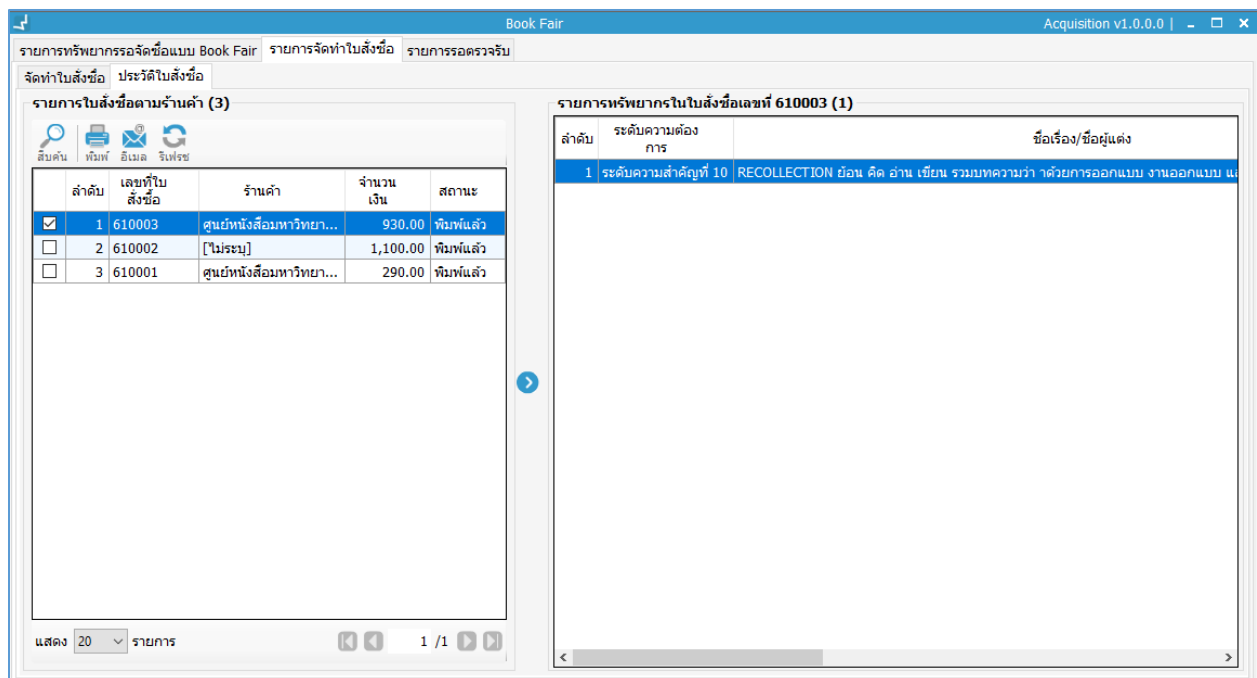 Book Fair
Acquisition v1.0.0.0 |
รายการทรัพยากรรอจัดซื้อแบบ Book Fair รายการจัดทำใบสั่งซื้อ รายการรอตรวจรับ
จัดทำใบสั่งซื้อ ประวัติใบสั่งซื้อ
รายการใบสั่งซื้อตามร้านค้า (3)
สืบค้น พิมพ์ อีเมล รีเฟรช
ลำดับ เลขที่ใบสั่งซื้อ ร้านค้า จำนวนเงิน สถานะ
1 610003 ศูนย์หนังสือมหาวิทยา... 930.00 พิมพ์แล้ว
2 610002 [ไม่ระบุ] 1,100.00 พิมพ์แล้ว
3 610001 ศูนย์หนังสือมหาวิทยา... 290.00 พิมพ์แล้ว
แสดง 20 รายการ 1 /1
รายการทรัพยากรในใบสั่งซื้อเลขที่ 610003 (1)
ลำดับ ระดับความต้องการ ชื่อเรื่อง/ชื่อผู้แต่ง
1 ระดับความสำคัญที่ 10 RECOLLECTION ย้อน คิด อ่าน เขียน รวมบทความว่า าด้วยการออกแบบ งานออกแบบ